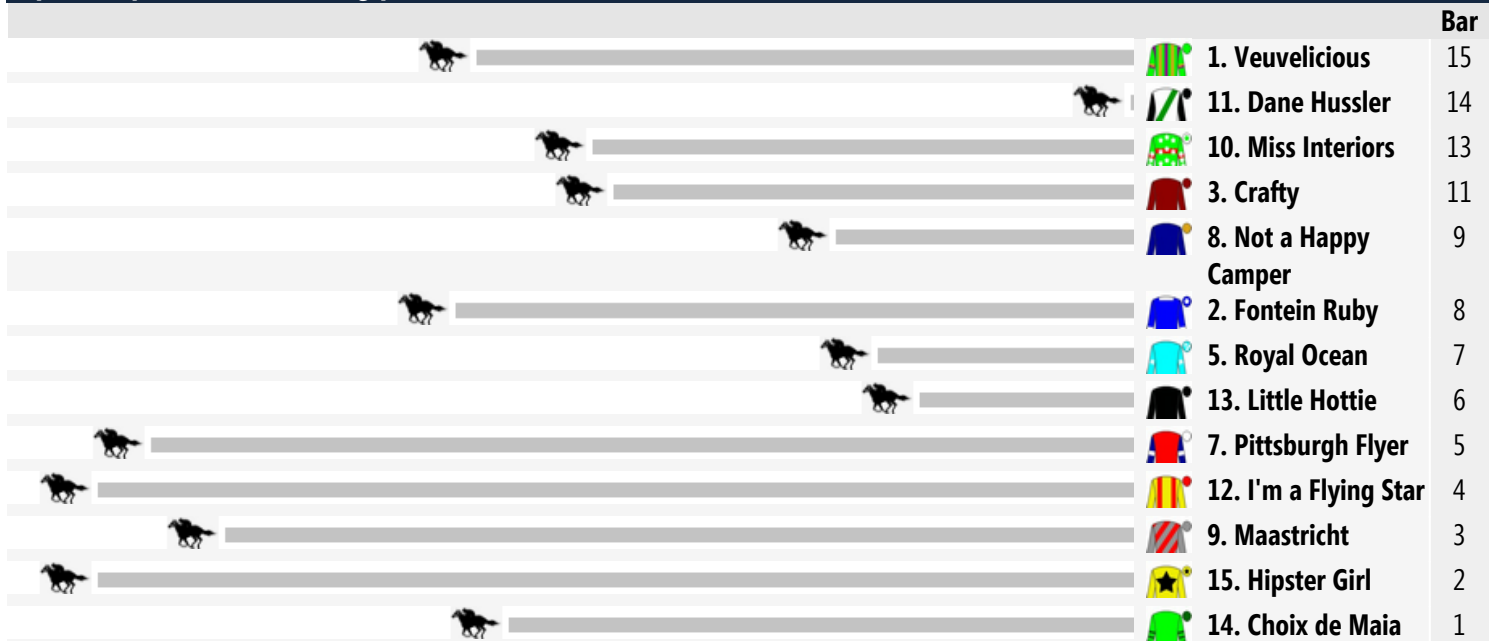 Bar
1. Veuvelicious 15
11. Dane Hussler 14
10. Miss Interiors 13
3. Crafty 11
8. Not a Happy 9
Camper
2. Fontein Ruby 8
5. Royal Ocean 7
13. Little Hottie 6
7. Pittsburgh Flyer 5
12. I'm a Flying Star 4
9. Maastricht 3
15. Hipster Girl 2
14. Choix de Maia 1